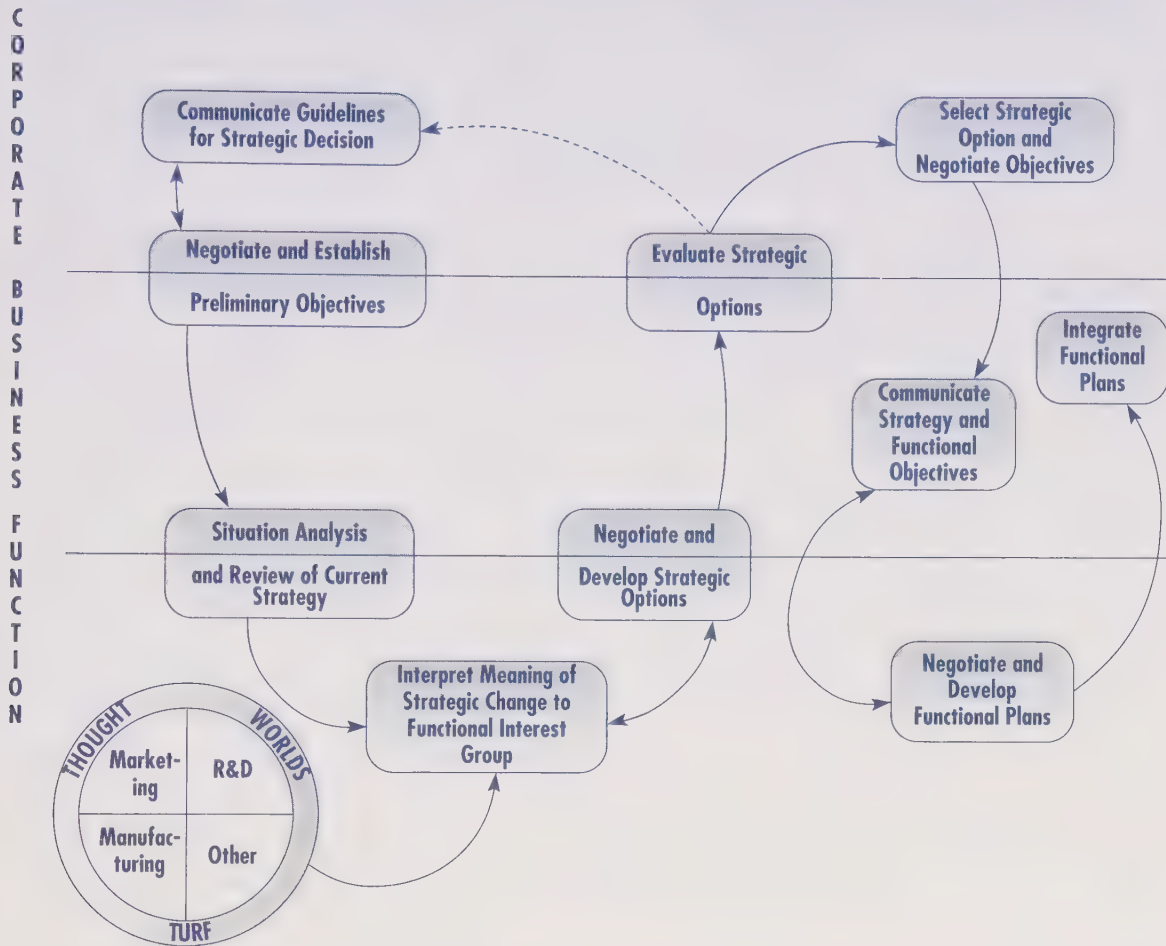 CORPORATE BUSINESS FUNCTION
Communicate Guidelines
for Strategic Decision
Select Strategic
Option and
Negotiate Objectives
Negotiate and Establish
Preliminary Objectives
Evaluate Strategic
Options
Integrate
Functional
Plans
Communicate
Strategy and
Functional
Objectives
Situation Analysis
and Review of Current
Strategy
Negotiate and
Develop Strategic
Options
Interpret Meaning of
Strategic Change to
Functional Interest
Group
Negotiate and
Develop
Functional Plans
THOUGHT WORLDS
Market-
ing
R&D
Manufac-
turing
Other
TURF